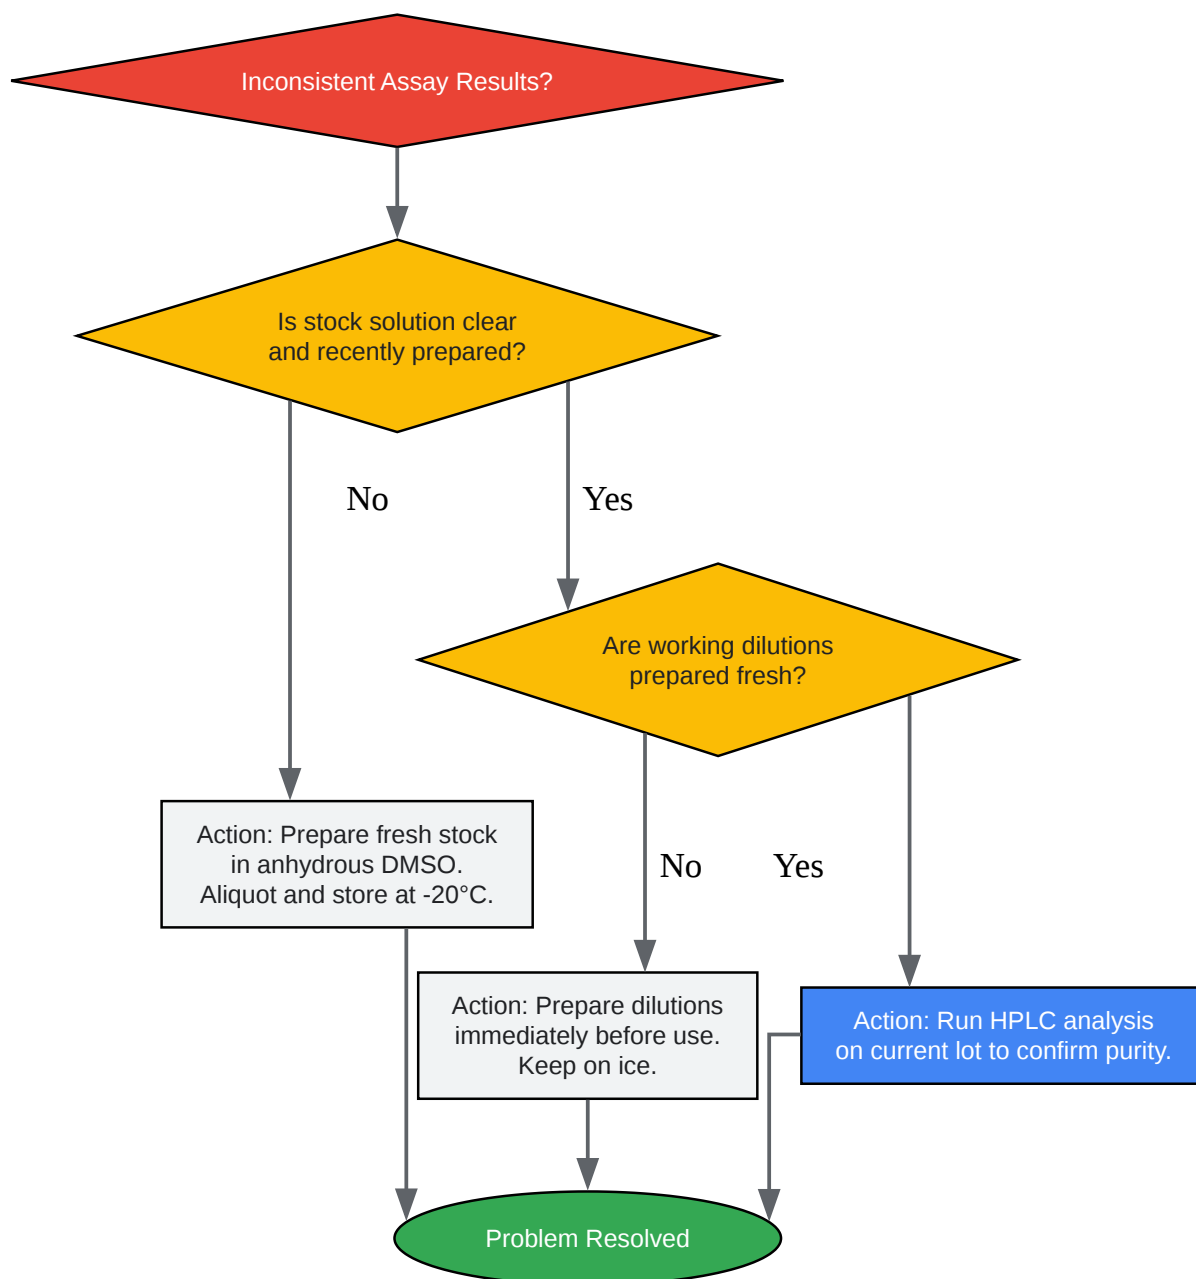 Inconsistent Assay Results?
Is stock solution clear
and recently prepared?
No
Yes
Are working dilutions
prepared fresh?
Action: Prepare fresh stock
in anhydrous DMSO.
Aliquot and store at -20°C.
No
Yes
Action: Prepare dilutions
immediately before use.
Keep on ice.
Action: Run HPLC analysis
on current lot to confirm purity.
Problem Resolved